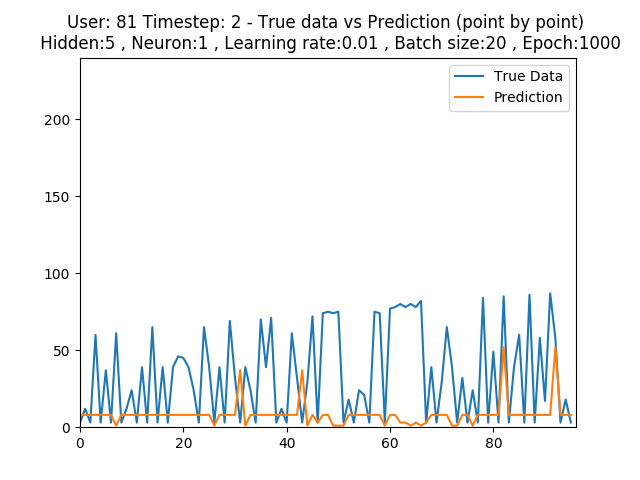 User: 81 Timestep: 2 - True data vs Prediction (point by point)
Hidden:5 , Neuron:1 , Learning rate:0.01 , Batch size:20 , Epoch:1000
True Data
Prediction
200
150
100
50
0
0 20 40 60 80